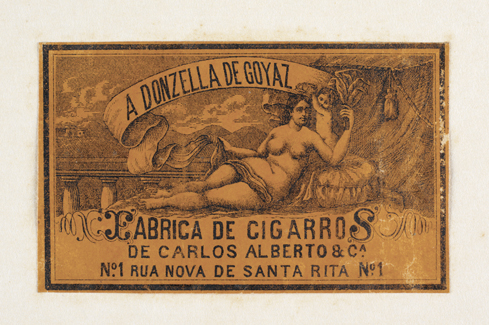 A DONZELLA DE GOYAZ
FABRICA DE CIGARROS
DE CARLOS ALBERTO & Cª
Nº1 RUA NOVA DE SANTA RITA Nº1